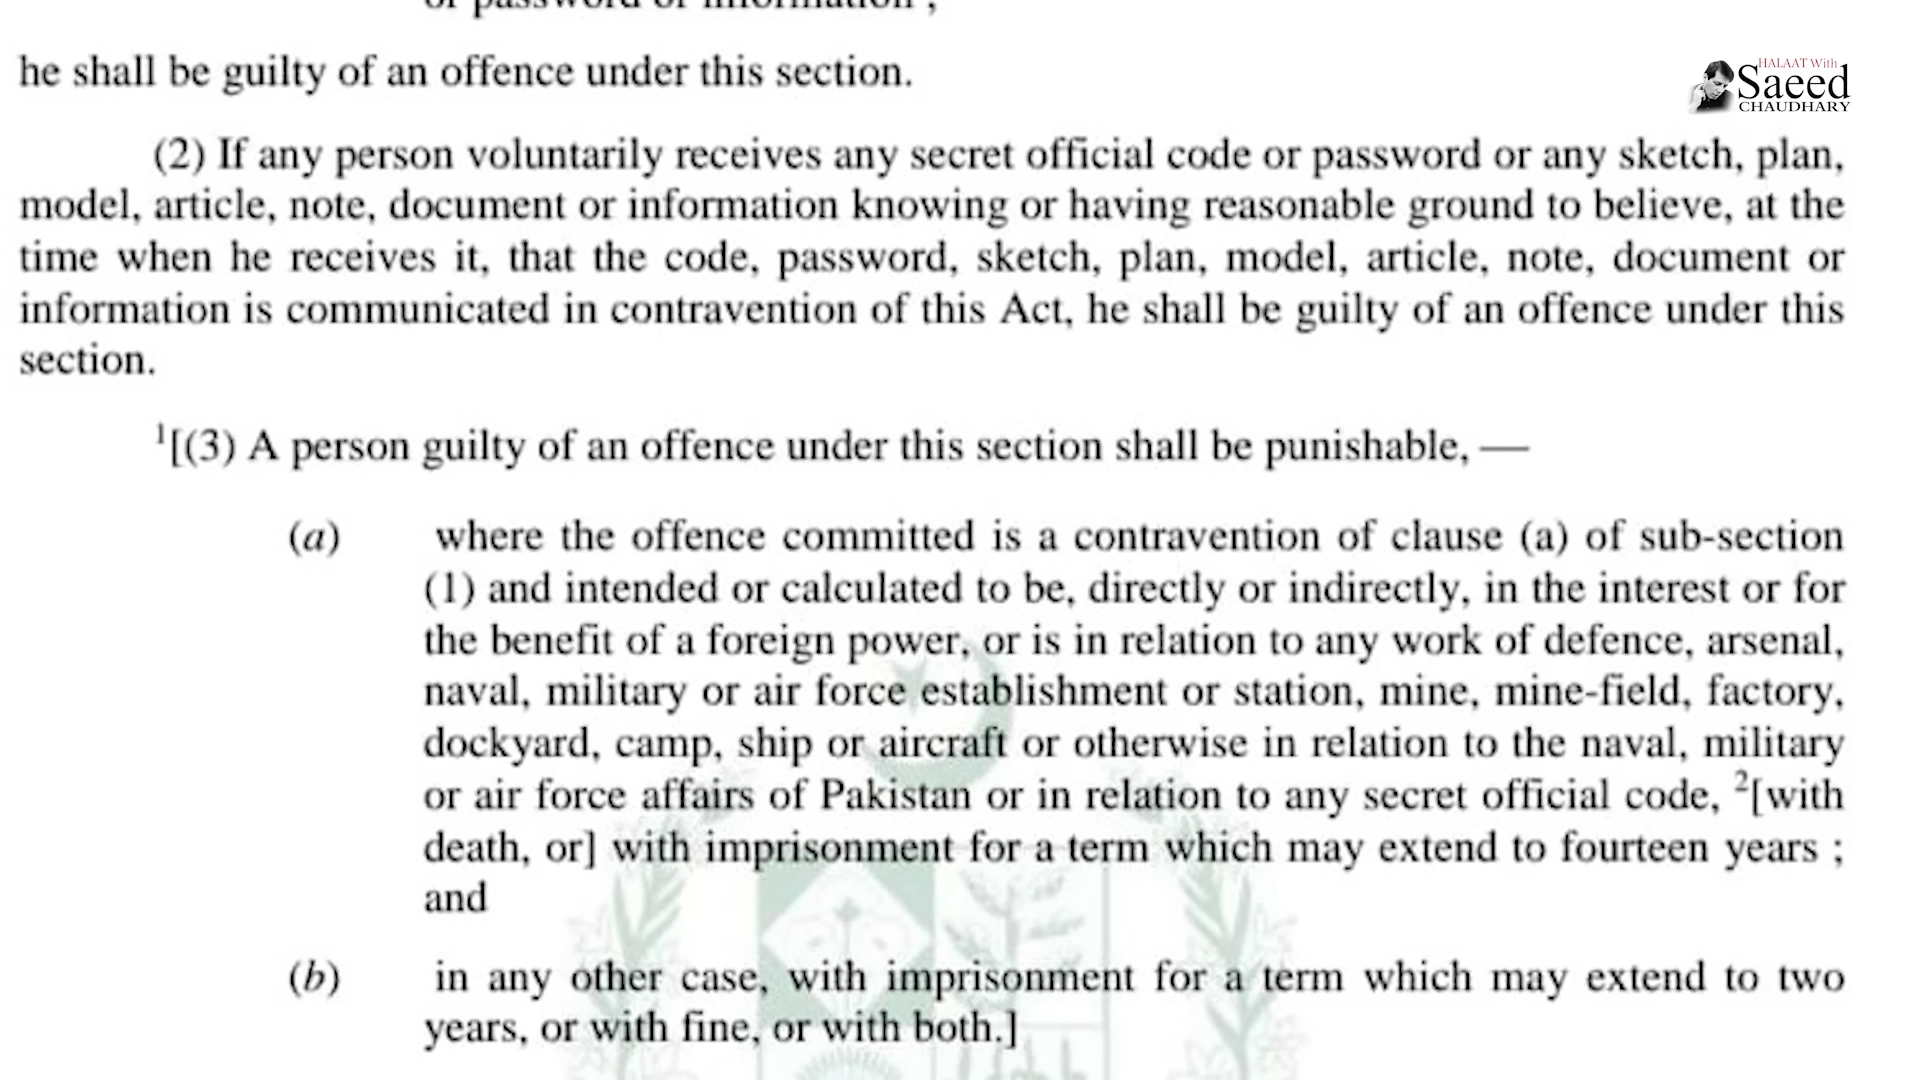 or password or information ;
he shall be guilty of an offence under this section.
HALAAT With
Saeed
CHAUDHARY
(2) If any person voluntarily receives any secret official code or password or any sketch, plan,
model, article, note, document or information knowing or having reasonable ground to believe, at the
time when he receives it, that the code, password, sketch, plan, model, article, note, document or
information is communicated in contravention of this Act, he shall be guilty of an offence under this
section.
¹[(3) A person guilty of an offence under this section shall be punishable, —
(a) where the offence committed is a contravention of clause (a) of sub-section
(1) and intended or calculated to be, directly or indirectly, in the interest or for
the benefit of a foreign power, or is in relation to any work of defence, arsenal,
naval, military or air force establishment or station, mine, mine-field, factory,
dockyard, camp, ship or aircraft or otherwise in relation to the naval, military
or air force affairs of Pakistan or in relation to any secret official code, ²[with
death, or] with imprisonment for a term which may extend to fourteen years ;
and
(b) in any other case, with imprisonment for a term which may extend to two
years, or with fine, or with both.]